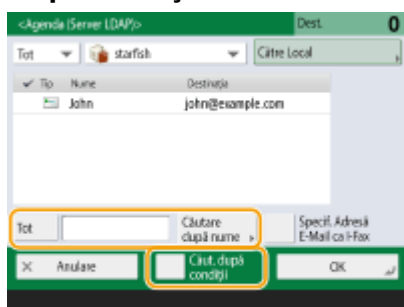 <Agenda (Server LDAP)> Dest. 0
Tot starfish Către Local
Tip Nume Destinația
John john@example.com
Tot Căutare după nume Specif. Adresă E-Mail ca I-Fax
Anulare Căut. după condiții OK